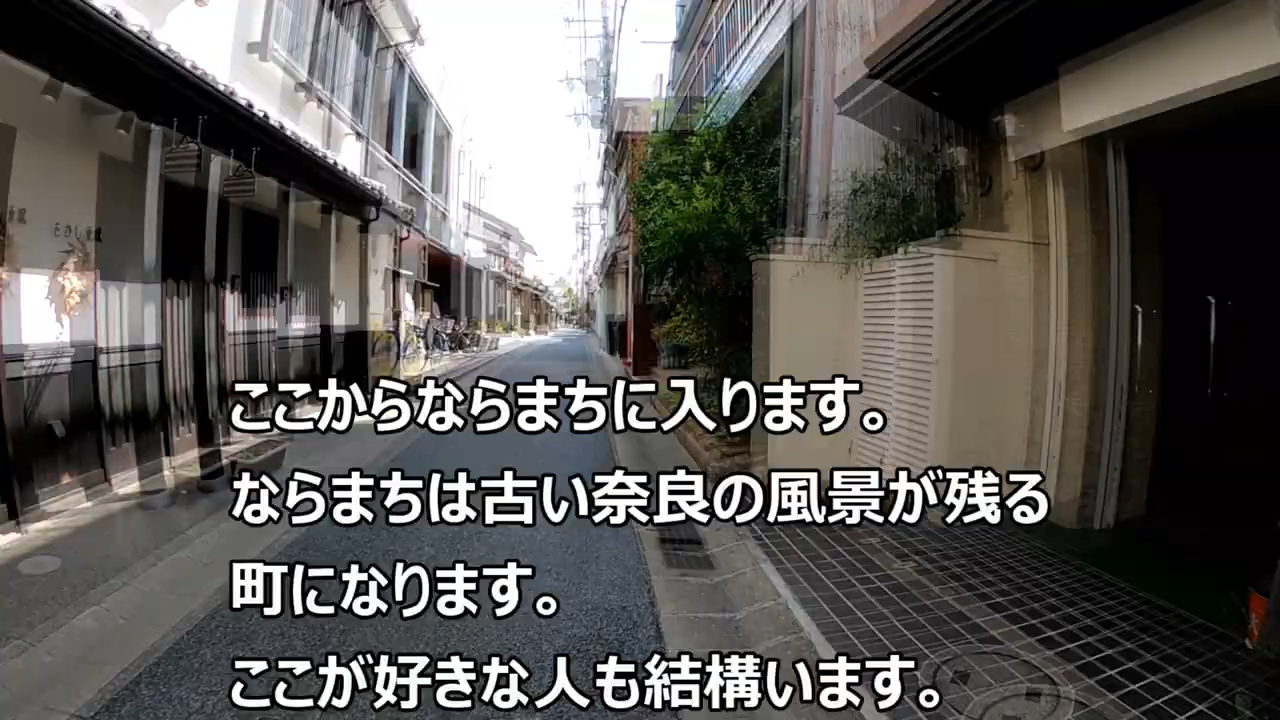 ここからならまちに入ります。
ならまちは古い奈良の風景が残る
町になります。
ここが好きな人も結構います。